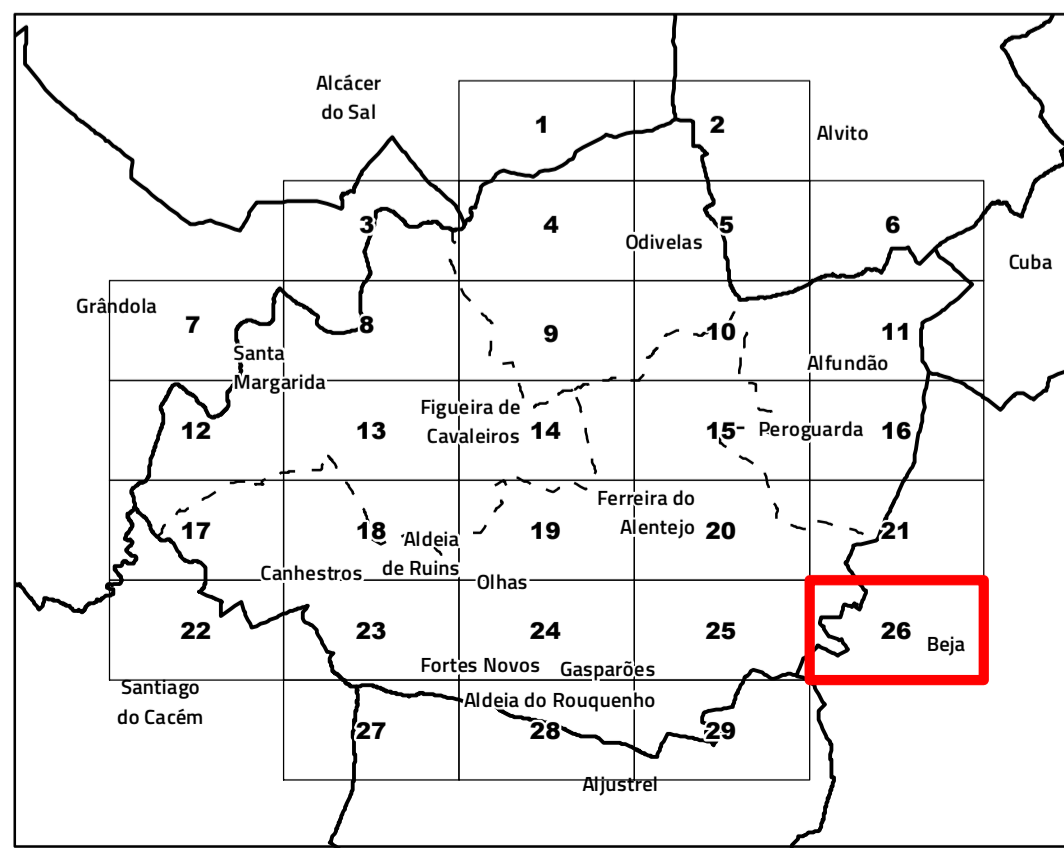 Alcácer
do Sal
1
2
Alvito
3
4
5
6
Odivelas
Cuba
Grândola
7
8
9
10
11
Santa
Margarida
Alfundão
Figueira de
Cavaleiros
12
13
14
15
Peroguarda
16
Ferreira do
Alentejo
17
18
Aldeia
de Ruins
19
20
21
Canhestros
Olhas
22
23
24
25
26
Beja
Fortes Novos
Gasparões
Santiago
do Cacém
Aldeia do Rouquenho
27
28
29
Aljustrel